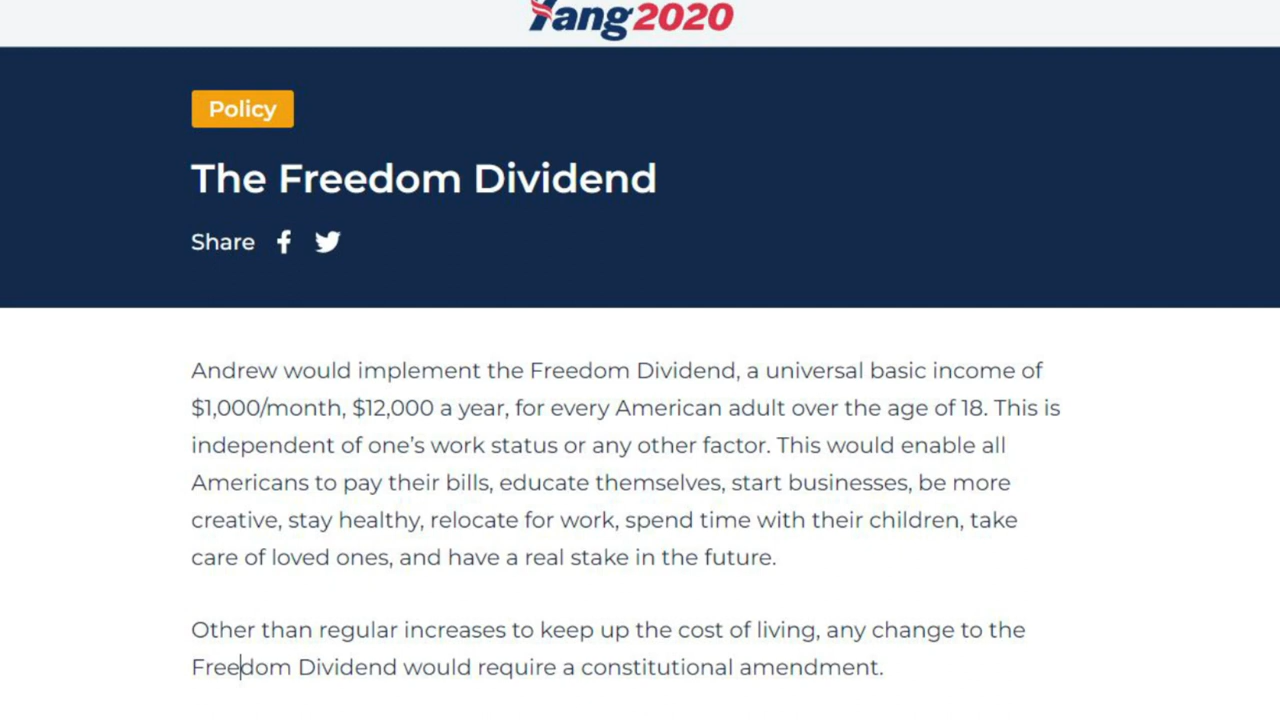 Yang2020
Policy
The Freedom Dividend
Share
Andrew would implement the Freedom Dividend, a universal basic income of
$1,000/month, $12,000 a year, for every American adult over the age of 18. This is
independent of one's work status or any other factor. This would enable all
Americans to pay their bills, educate themselves, start businesses, be more
creative, stay healthy, relocate for work, spend time with their children, take
care of loved ones, and have a real stake in the future.
Other than regular increases to keep up the cost of living, any change to the
Freedom Dividend would require a constitutional amendment.